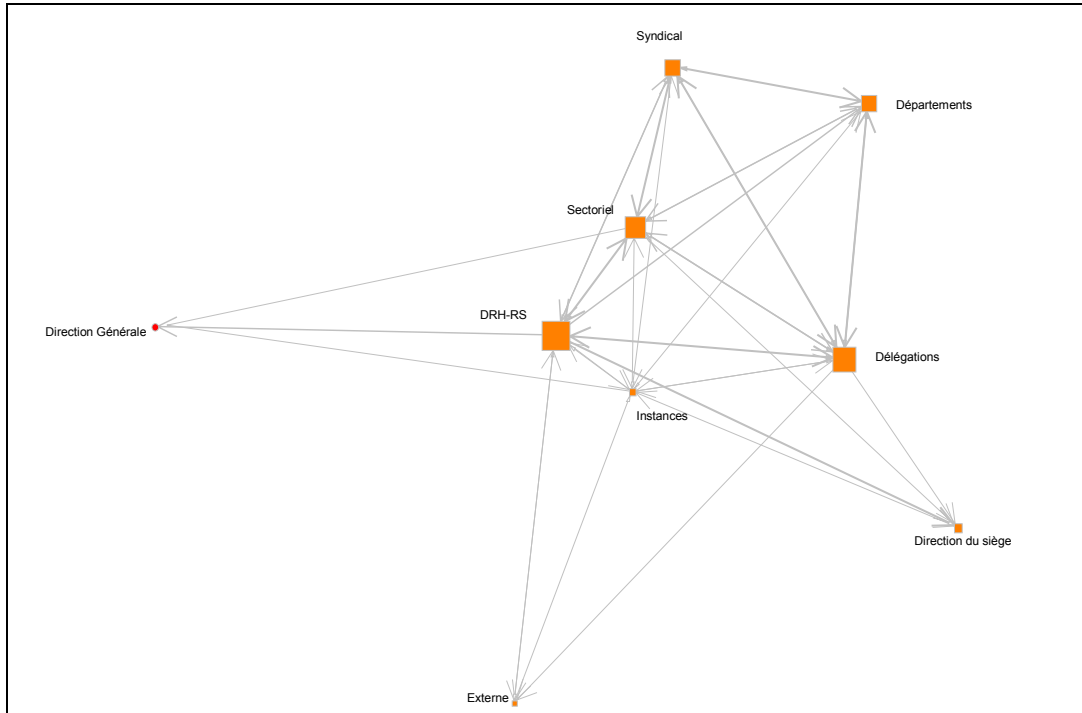 Syndical
Départements
Sectoriel
DRH-RS
Direction Générale
Délégations
Instances
Direction du siège
Externe